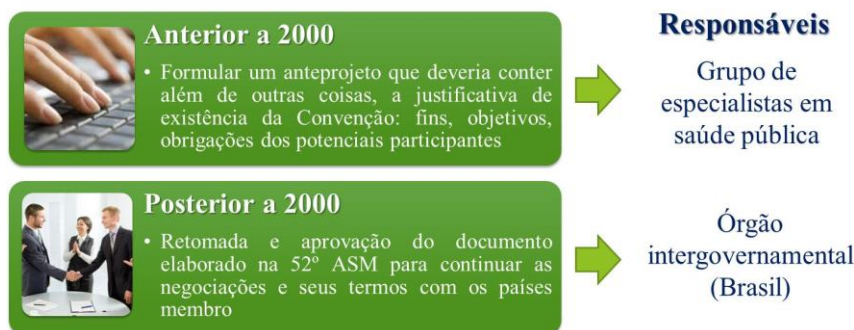 Anterior a 2000
• Formular um anteprojeto que deveria conter
além de outras coisas, a justificativa de
existência da Convenção: fins, objetivos,
obrigações dos potenciais participantes
Responsáveis
Grupo de
especialistas em
saúde pública
Posterior a 2000
• Retomada e aprovação do documento
elaborado na 52º ASM para continuar as
negociações e seus termos com os países
membro
Órgão
intergovernamental
(Brasil)